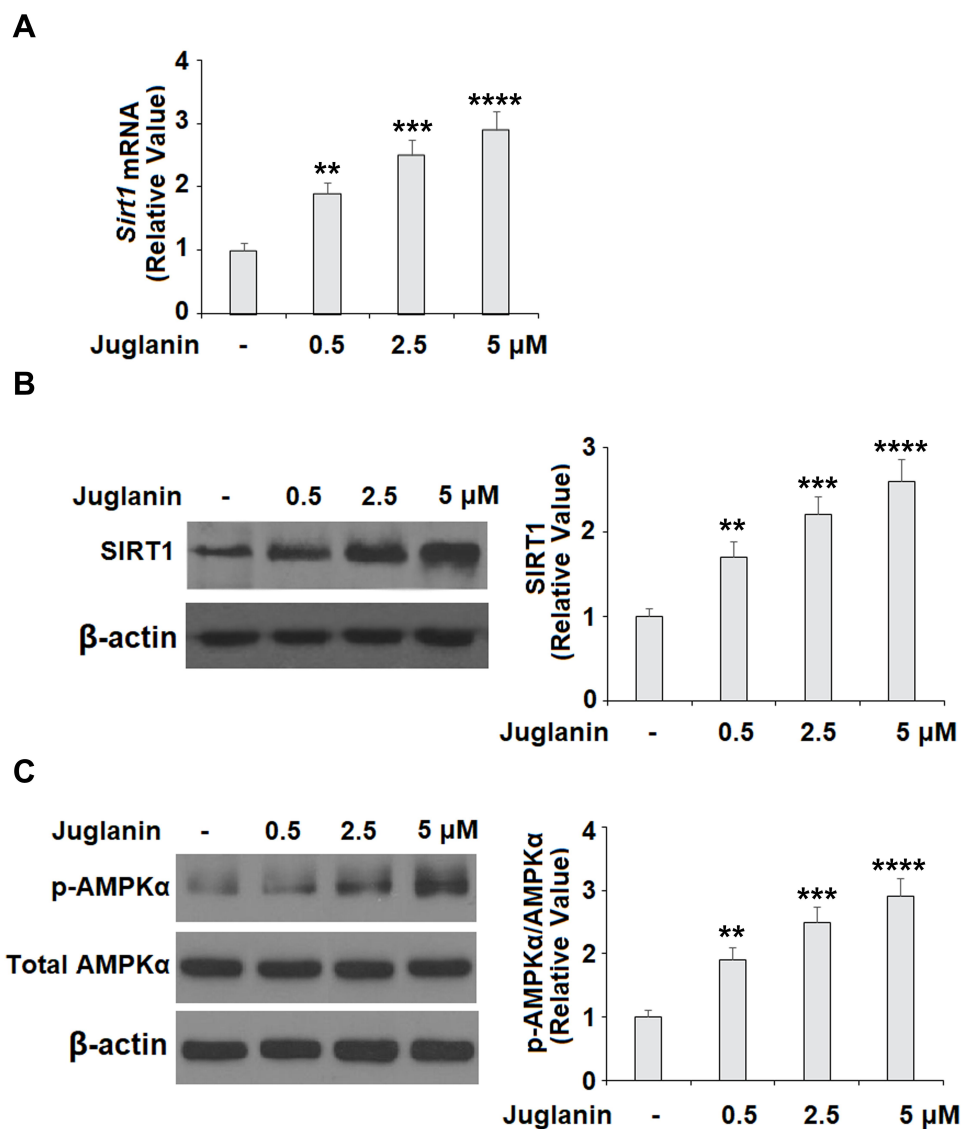 A
Sirt1 mRNA
(Relative Value)
4
3
2
1
0
**
***
****
Juglanin - 0.5 2.5 5 μM
B
Juglanin - 0.5 2.5 5 μM
SIRT1
β-actin
SIRT1
(Relative Value)
3
2
1
0
**
***
****
Juglanin - 0.5 2.5 5 μM
C
Juglanin - 0.5 2.5 5 μM
p-AMPKα
Total AMPKα
β-actin
p-AMPKα/AMPKα
(Relative Value)
4
3
2
1
0
**
***
****
Juglanin - 0.5 2.5 5 μM